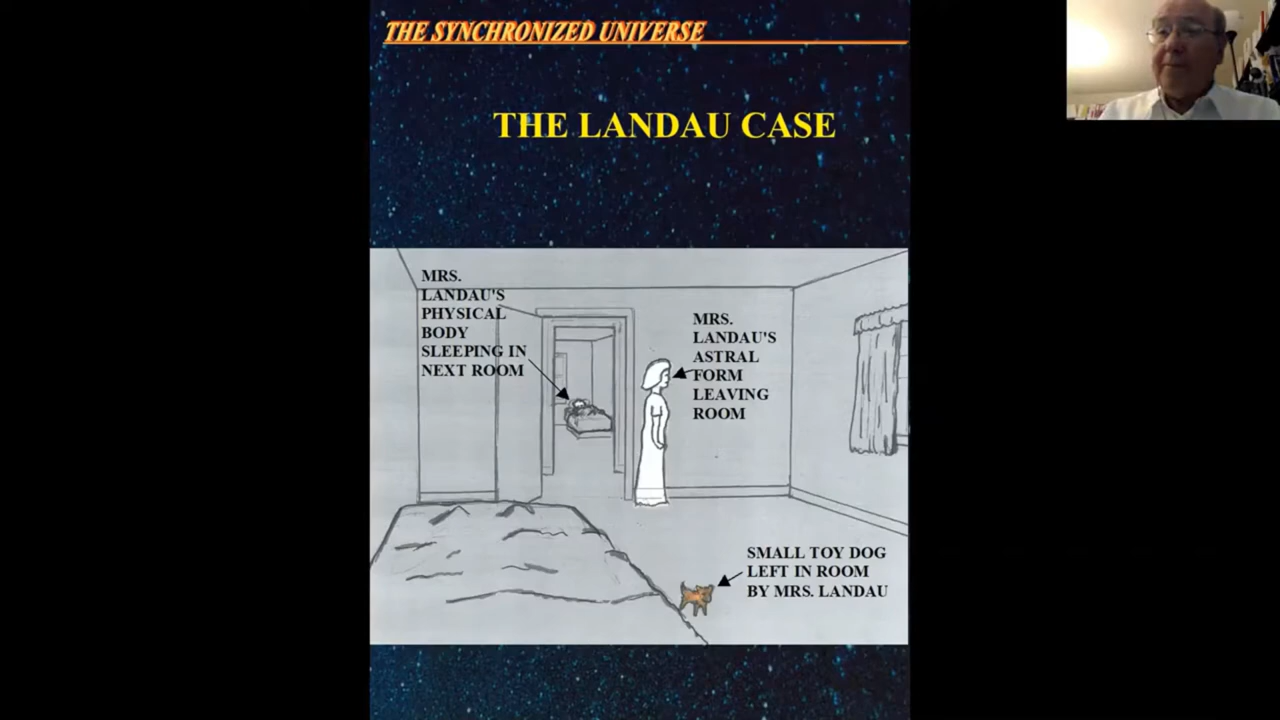 THE SYNCHRONIZED UNIVERSE
THE LANDAU CASE
MRS.
LANDAU'S
PHYSICAL
BODY
SLEEPING IN
NEXT ROOM
MRS.
LANDAU'S
ASTRAL
FORM
LEAVING
ROOM
SMALL TOY DOG
LEFT IN ROOM
BY MRS. LANDAU